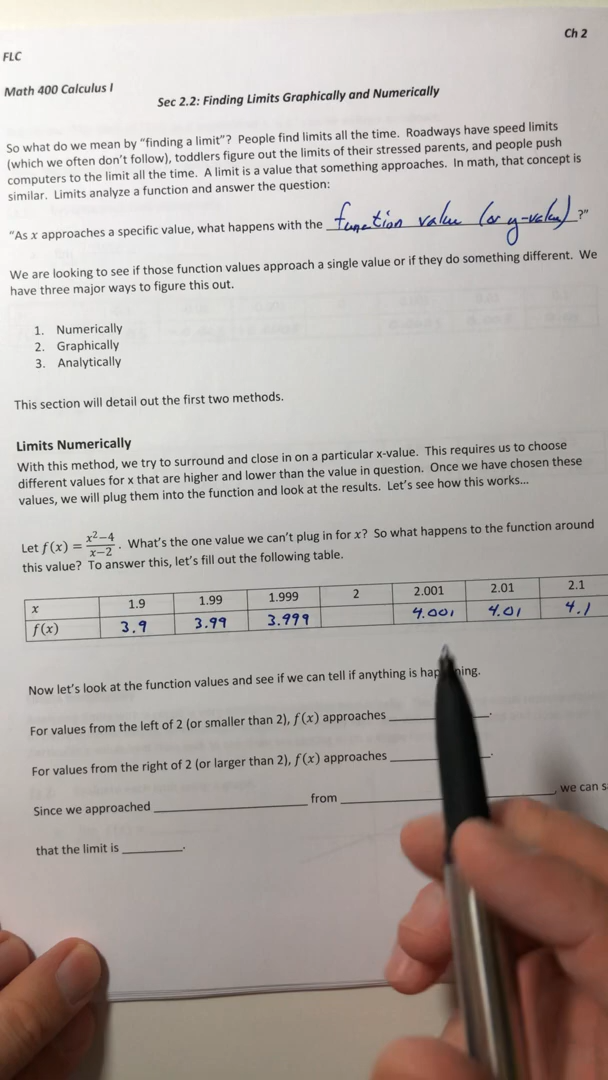 Ch 2
FLC
Math 400 Calculus I
Sec 2.2: Finding Limits Graphically and Numerically
So what do we mean by "finding a limit"? People find limits all the time. Roadways have speed limits
(which we often don't follow), toddlers figure out the limits of their stressed parents, and people push
computers to the limit all the time. A limit is a value that something approaches. In math, that concept is
similar. Limits analyze a function and answer the question:
"As x approaches a specific value, what happens with the function value (or y-value) ?"
We are looking to see if those function values approach a single value or if they do something different. We
have three major ways to figure this out.
1. Numerically
2. Graphically
3. Analytically
This section will detail out the first two methods.
Limits Numerically
With this method, we try to surround and close in on a particular x-value. This requires us to choose
different values for x that are higher and lower than the value in question. Once we have chosen these
values, we will plug them into the function and look at the results. Let's see how this works...
Let f(x) = x²−4/x−2. What's the one value we can't plug in for x? So what happens to the function around
this value? To answer this, let's fill out the following table.
x 1.9 1.99 1.999 2 2.001 2.01 2.1
f(x) 3.9 3.99 3.999 4.001 4.01 4.1
Now let's look at the function values and see if we can tell if anything is
For values from the left of 2 (or smaller than 2), f(x) approaches ________.
For values from the right of 2 (or larger than 2), f(x) approaches ________.
Since we approached ________ from ________, we can
that the limit is ________.